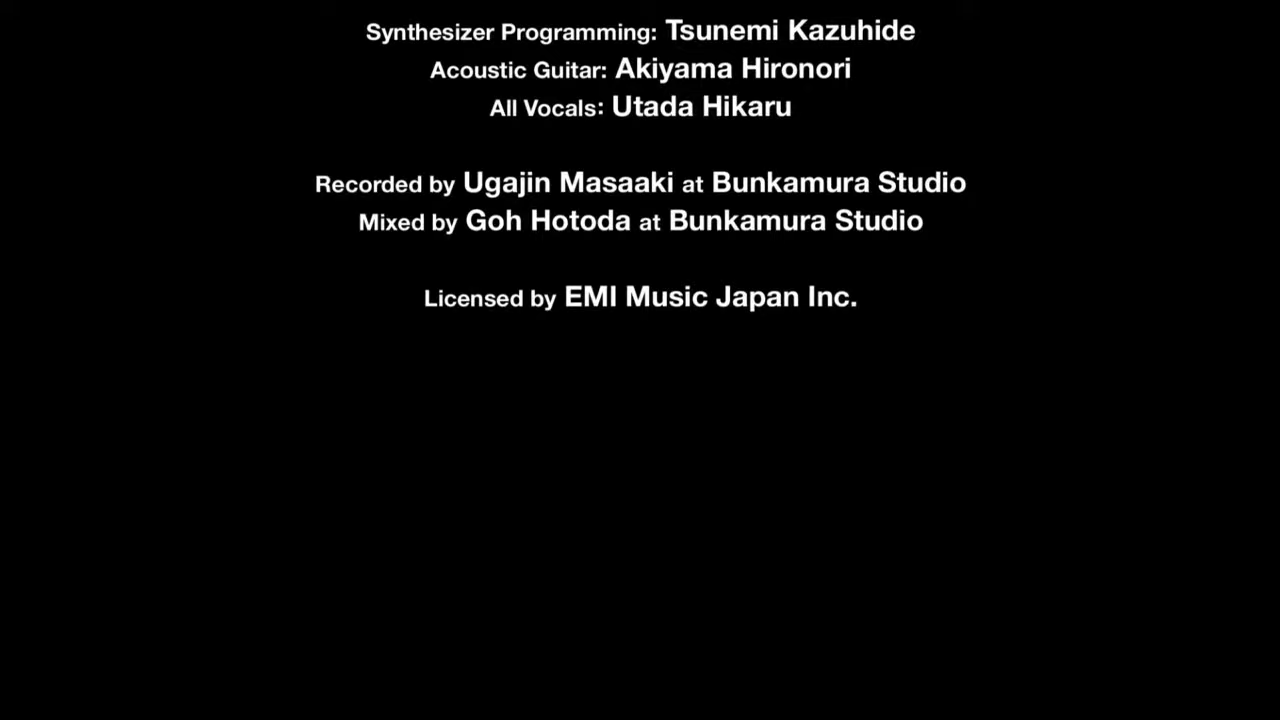 Synthesizer Programming: Tsunemi Kazuhide
Acoustic Guitar: Akiyama Hironori
All Vocals: Utada Hikaru
Recorded by Ugajin Masaaki at Bunkamura Studio
Mixed by Goh Hotoda at Bunkamura Studio
Licensed by EMI Music Japan Inc.